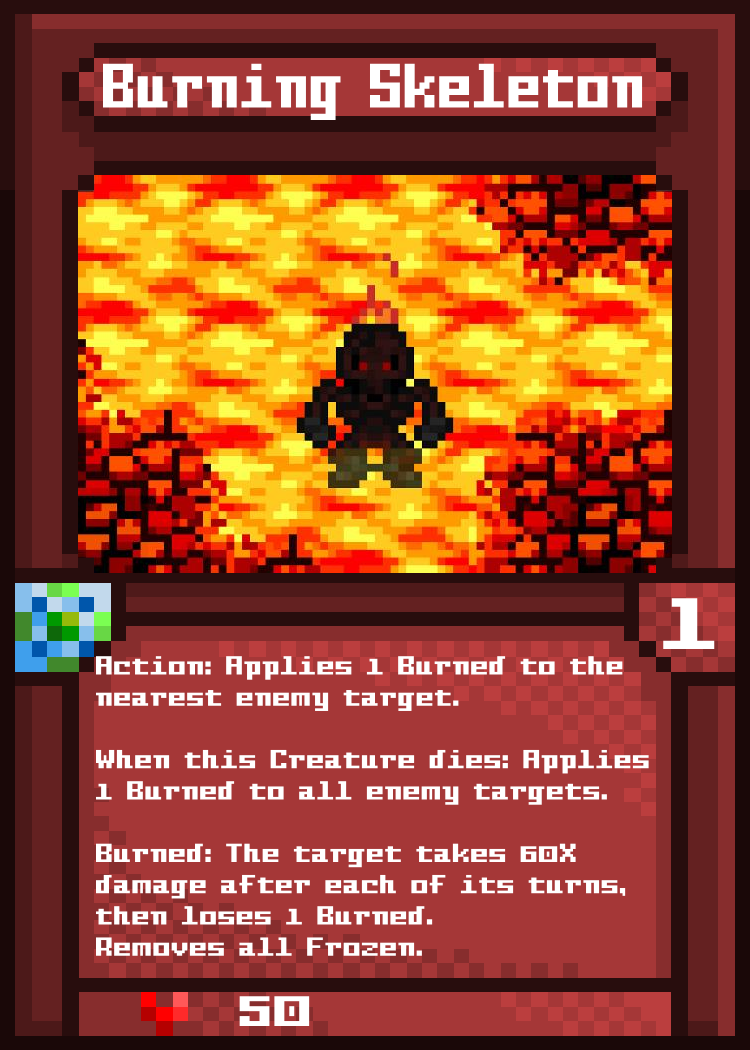 Burning Skeleton
1
Action: Applies 1 Burned to the
nearest enemy target.
When this Creature dies: Applies
1 Burned to all enemy targets.
Burned: The target takes 60X
damage after each of its turns,
then loses 1 Burned.
Removes all Frozen.
50